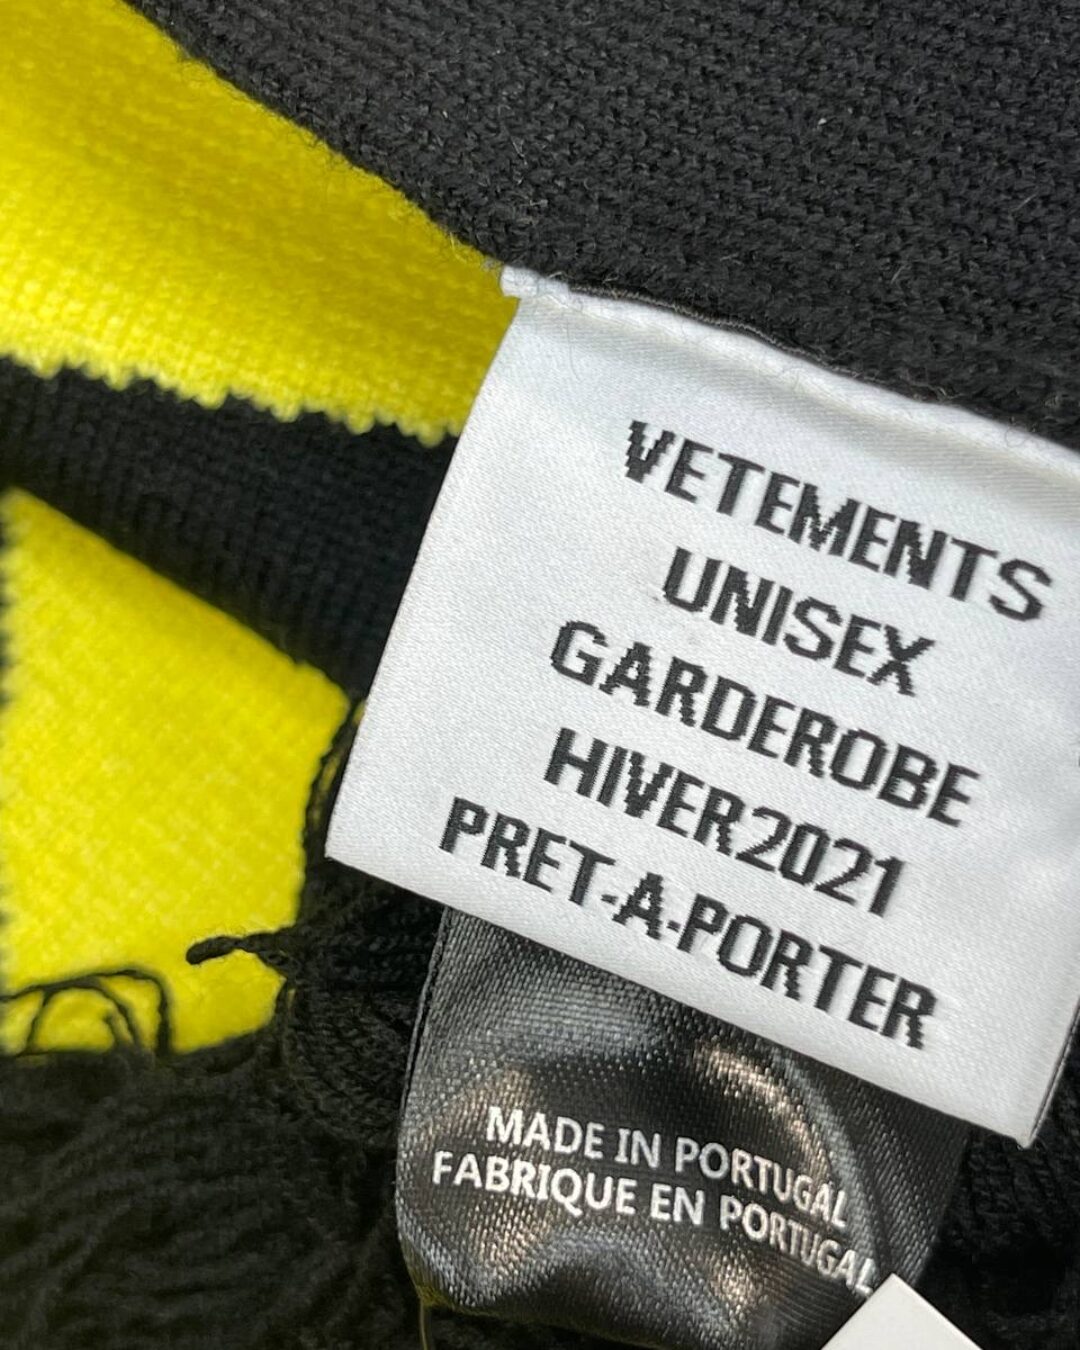 VETEMENTS
UNISEX
GARDEROBE
HIVER2021
PRET-A-PORTER
MADE IN PORTUGAL
FABRIQUE EN PORTUGAL